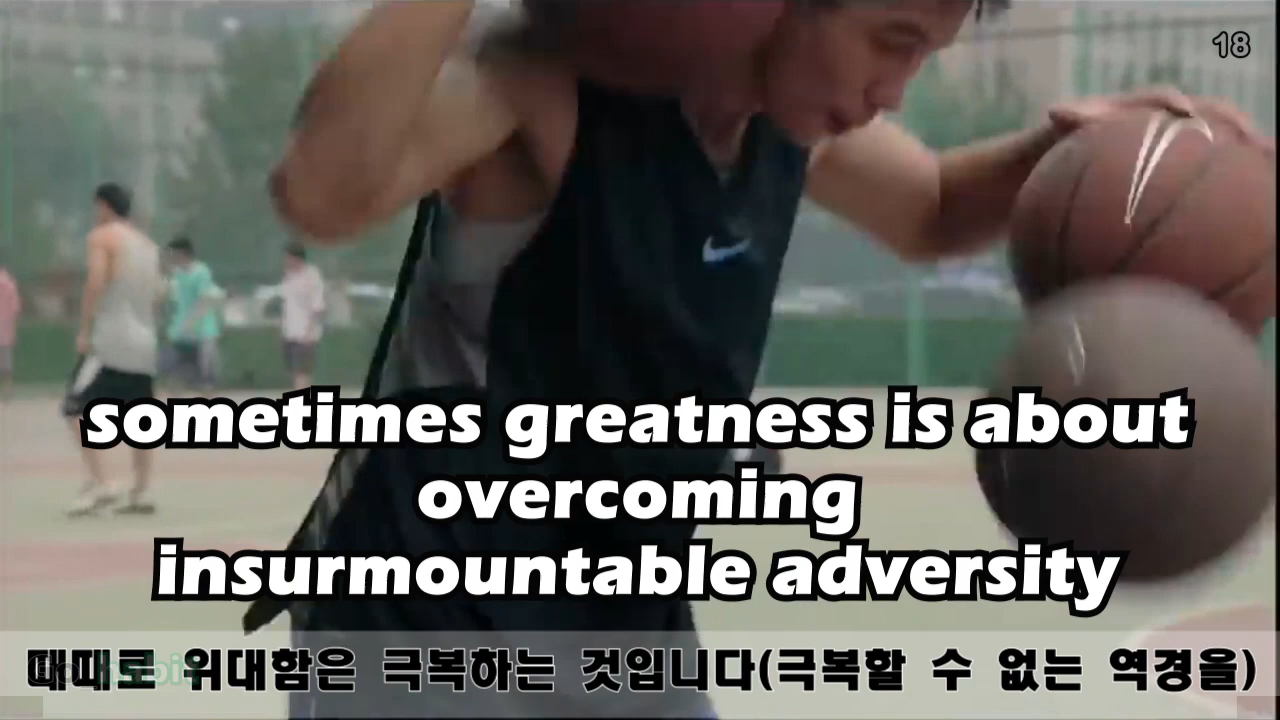 18
sometimes greatness is about
overcoming
insurmountable adversity
때때로 위대함은 극복하는 것입니다(극복할 수 없는 역경을)